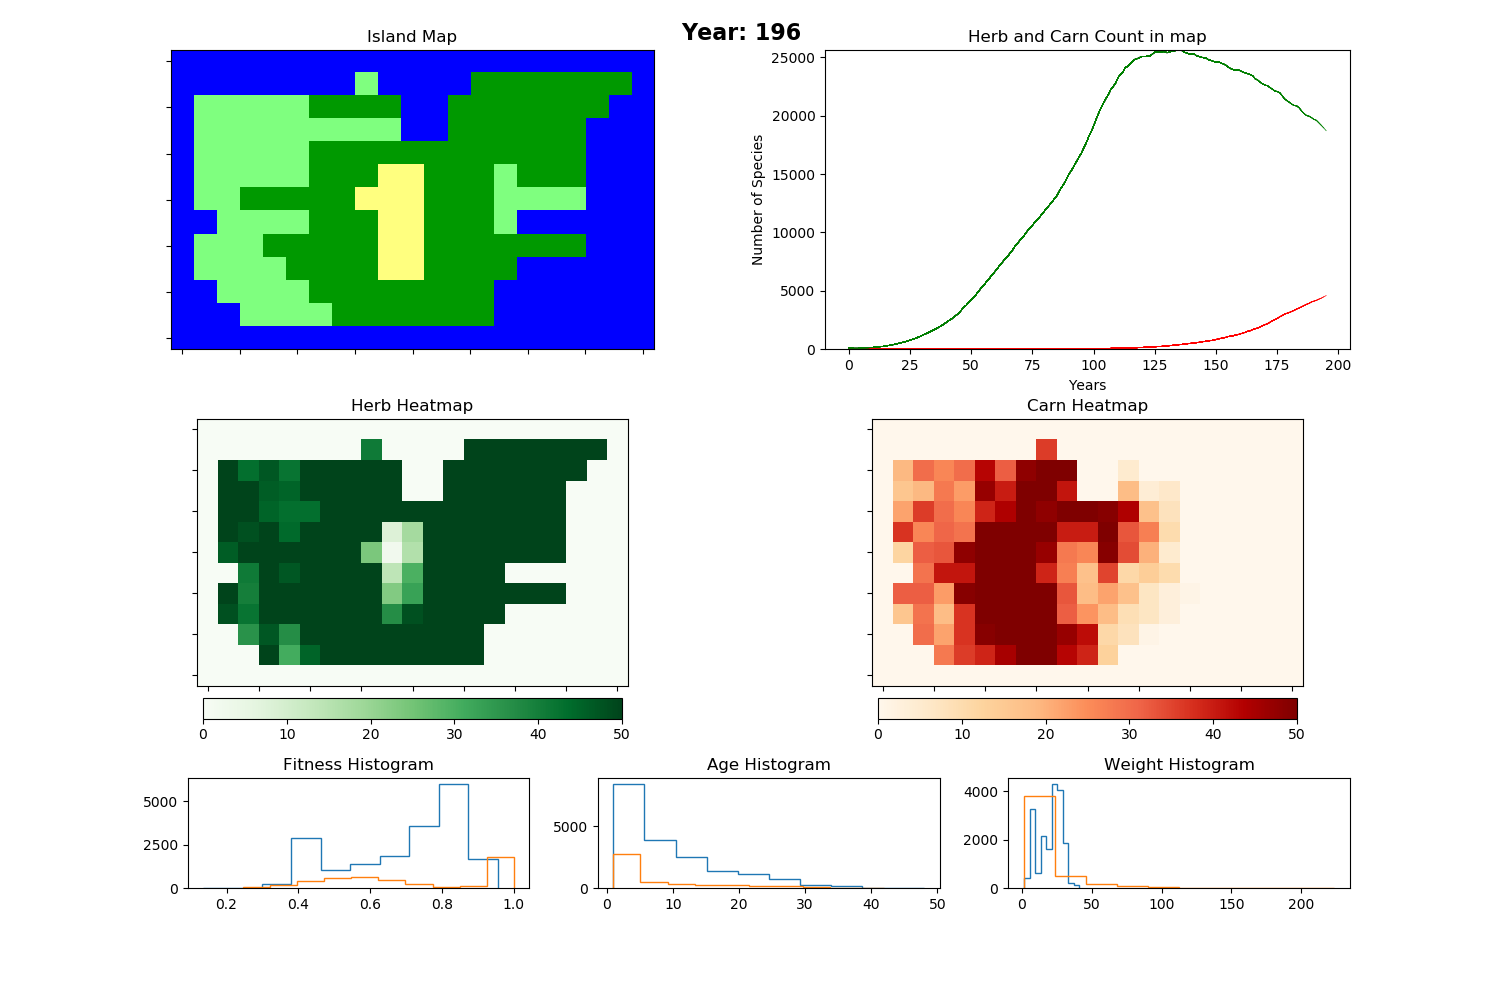 Year: 196
Island Map
Herb and Carn Count in map
25000
20000
15000
10000
5000
0
Number of Species
0 25 50 75 100 125 150 175 200
Years
Herb Heatmap
Carn Heatmap
0 10 20 30 40 50
0 10 20 30 40 50
Fitness Histogram
5000
2500
0
0.2 0.4 0.6 0.8 1.0
Age Histogram
5000
0
0 10 20 30 40 50
Weight Histogram
4000
2000
0
0 50 100 150 200